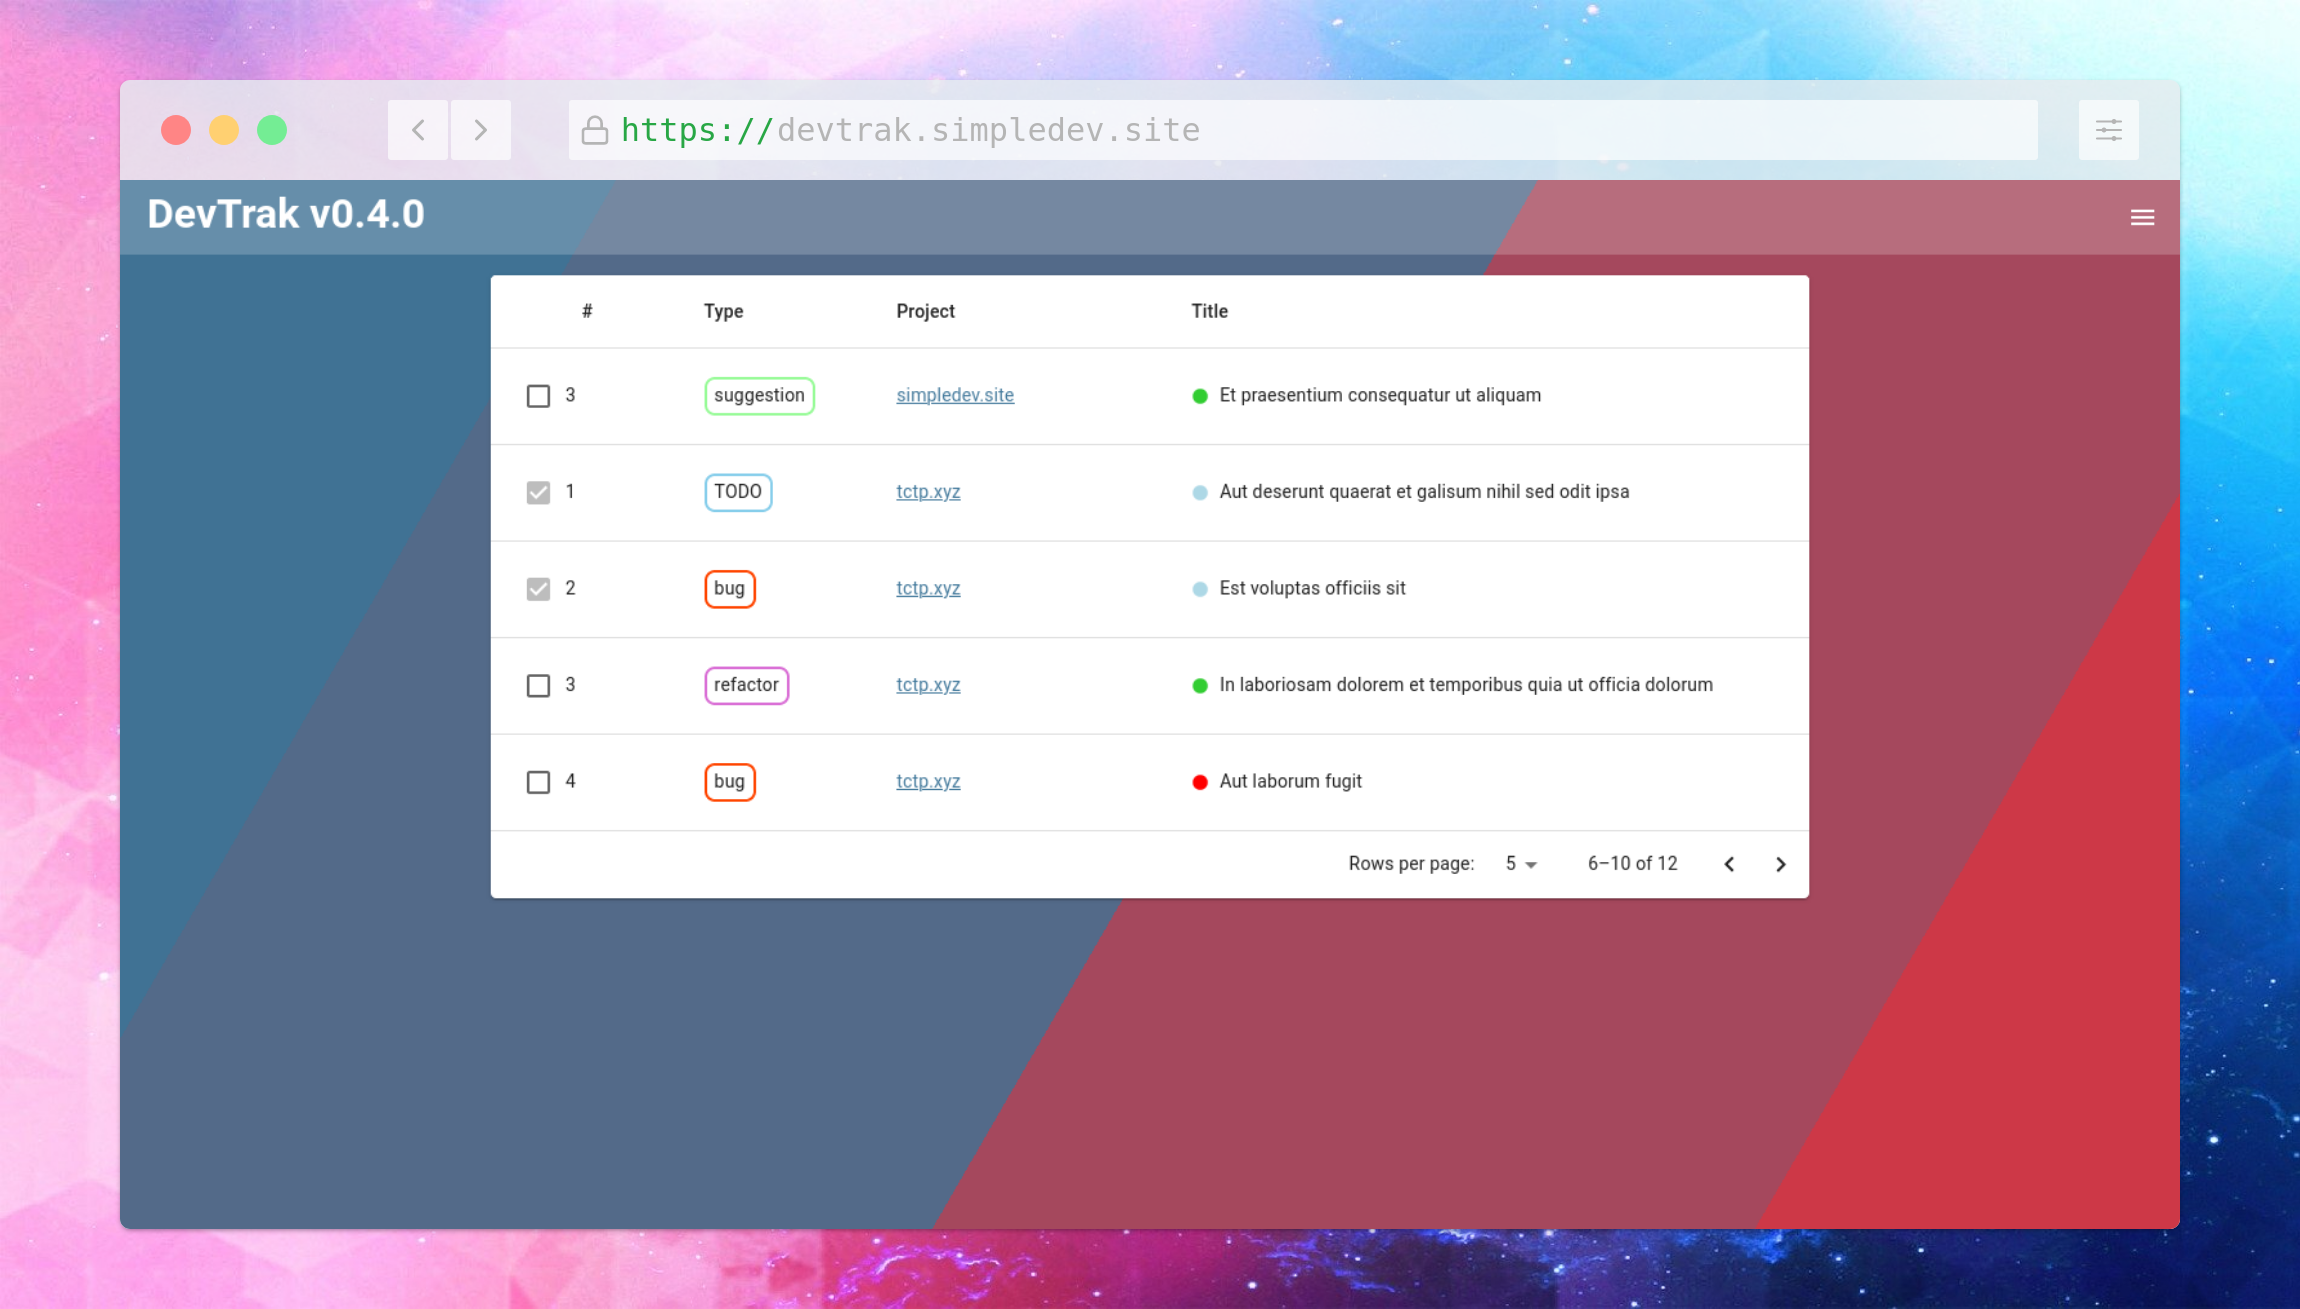 https://devtrak.simpledev.site
DevTrak v0.4.0
# Type Project Title
3 suggestion simpledev.site Et praesentium consequatur ut aliquam
1 TODO tctp.xyz Aut deserunt quaerat et galisum nihil sed odit ipsa
2 bug tctp.xyz Est voluptas officiis sit
3 refactor tctp.xyz In laboriosam dolorem et temporibus quia ut officia dolorum
4 bug tctp.xyz Aut laborum fugit
Rows per page: 5 6–10 of 12